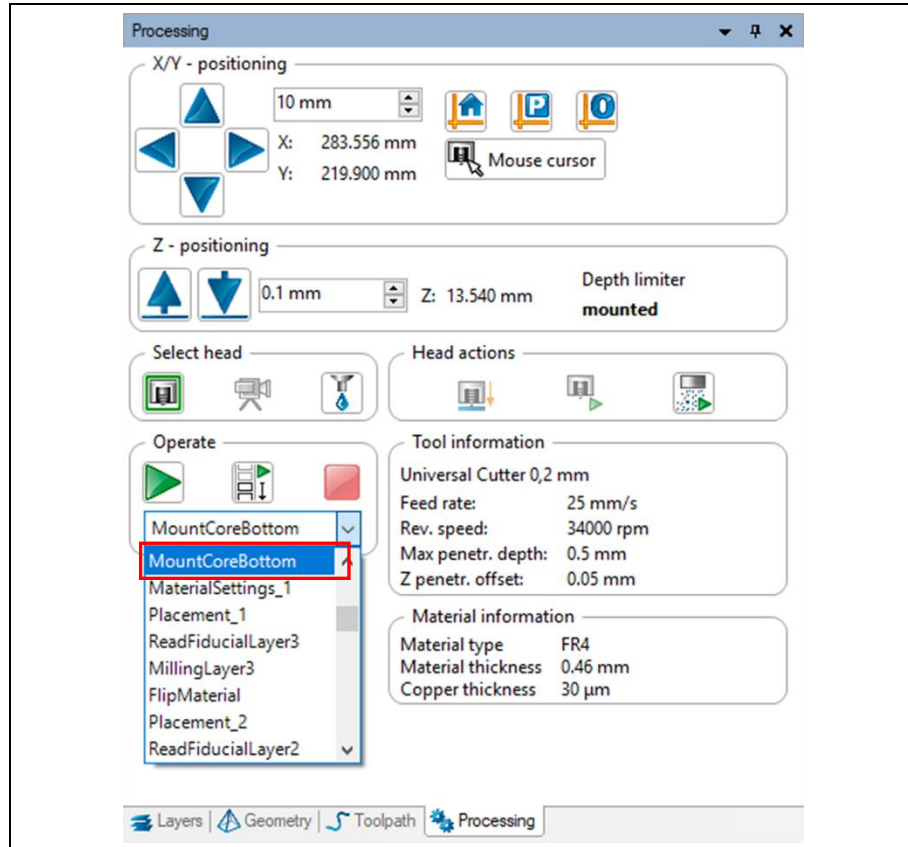 Processing
X/Y - positioning
10 mm
X: 283.556 mm
Y: 219.900 mm
P
0
Mouse cursor
Z - positioning
0.1 mm
Z: 13.540 mm
Depth limiter
mounted
Select head
Head actions
Operate
MountCoreBottom
MountCoreBottom
MaterialSettings_1
Placement_1
ReadFiducialLayer3
MillingLayer3
FlipMaterial
Placement_2
ReadFiducialLayer2
Tool information
Universal Cutter 0,2 mm
Feed rate: 25 mm/s
Rev. speed: 34000 rpm
Max penetr. depth: 0.5 mm
Z penetr. offset: 0.05 mm
Material information
Material type FR4
Material thickness 0.46 mm
Copper thickness 30 µm
Layers
Geometry
Toolpath
Processing